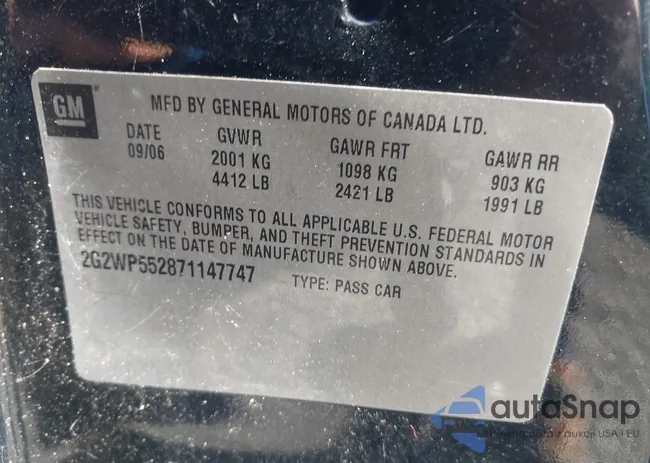 GM
MFD BY GENERAL MOTORS OF CANADA LTD.
DATE GVWR GAWR FRT GAWR RR
09/06 2001 KG 1098 KG 903 KG
4412 LB 2421 LB 1991 LB
THIS VEHICLE CONFORMS TO ALL APPLICABLE U.S. FEDERAL MOTOR
VEHICLE SAFETY, BUMPER, AND THEFT PREVENTION STANDARDS IN
EFFECT ON THE DATE OF MANUFACTURE SHOWN ABOVE.
2G2WP552871147747 TYPE: PASS CAR
autoSnap
z aukcji USA i EU